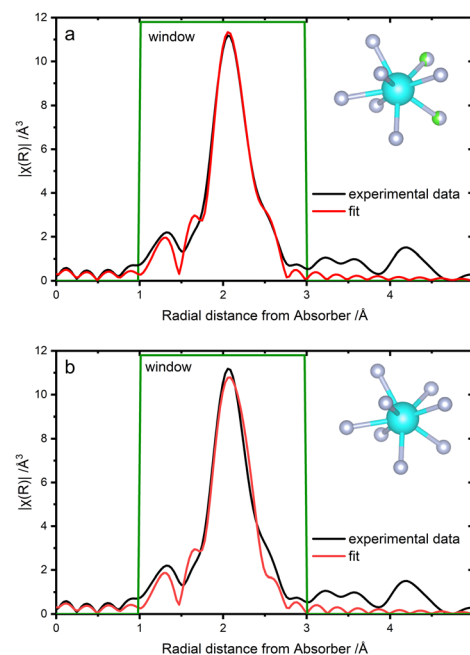 a
window
12
10
8
6
4
2
0
|χ(R)| /Å³
experimental data
fit
0 1 2 3 4
Radial distance from Absorber /Å
b
window
12
10
8
6
4
2
0
|χ(R)| /Å³
experimental data
fit
0 1 2 3 4
Radial distance from Absorber /Å